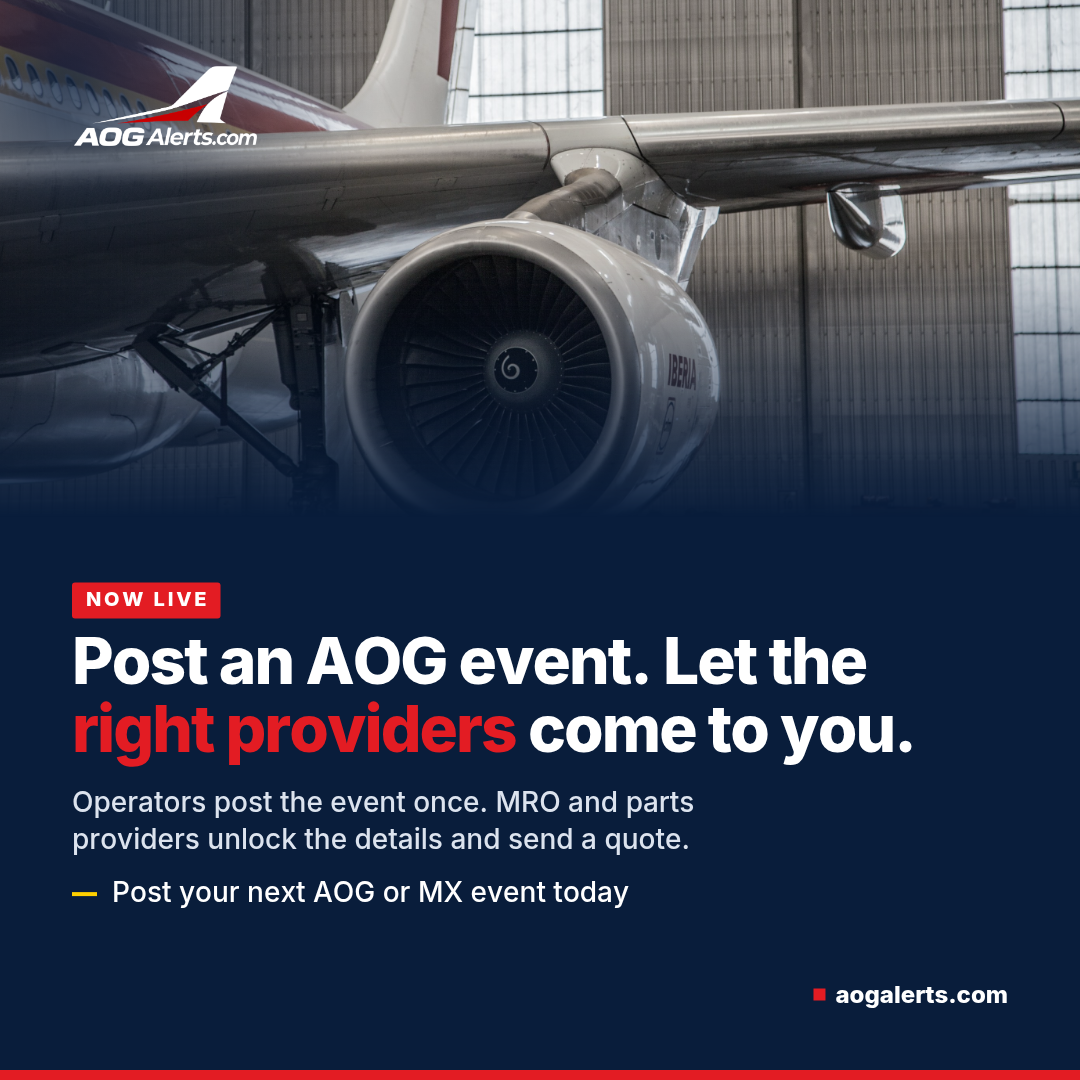 AOG Alerts.com
IBERIA
NOW LIVE
Post an AOG event. Let the
right providers come to you.
Operators post the event once. MRO and parts
providers unlock the details and send a quote.
Post your next AOG or MX event today
aogalerts.com